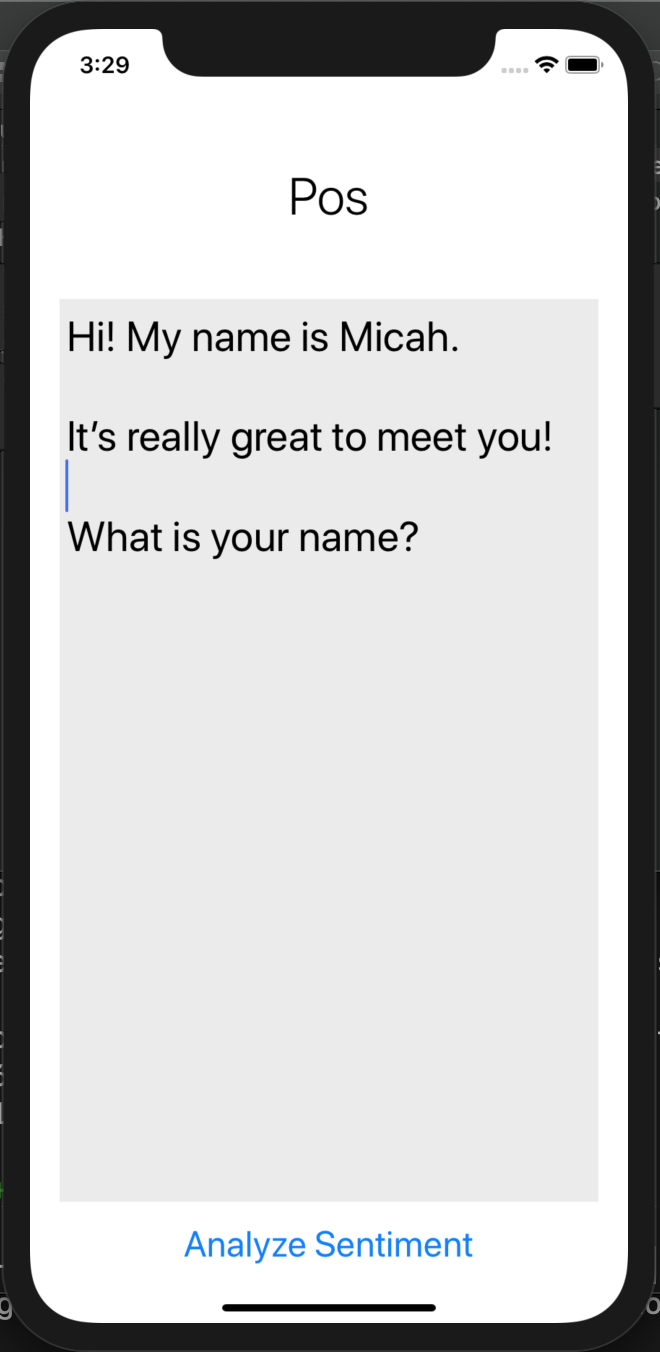 3:29
Pos
Hi! My name is Micah.
It’s really great to meet you!
What is your name?
Analyze Sentiment